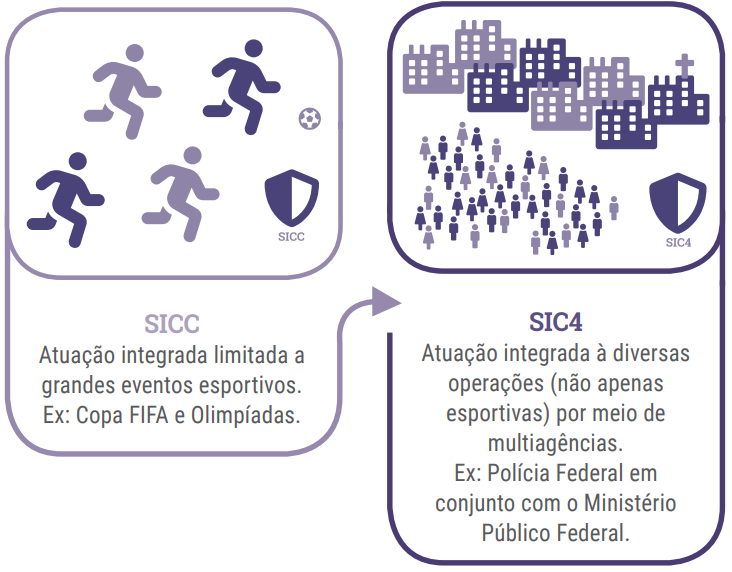 SICC
SICC
Atuação integrada limitada a
grandes eventos esportivos.
Ex: Copa FIFA e Olimpíadas.
SIC4
SIC4
Atuação integrada à diversas
operações (não apenas
esportivas) por meio de
multiagências.
Ex: Polícia Federal em
conjunto com o Ministério
Público Federal.